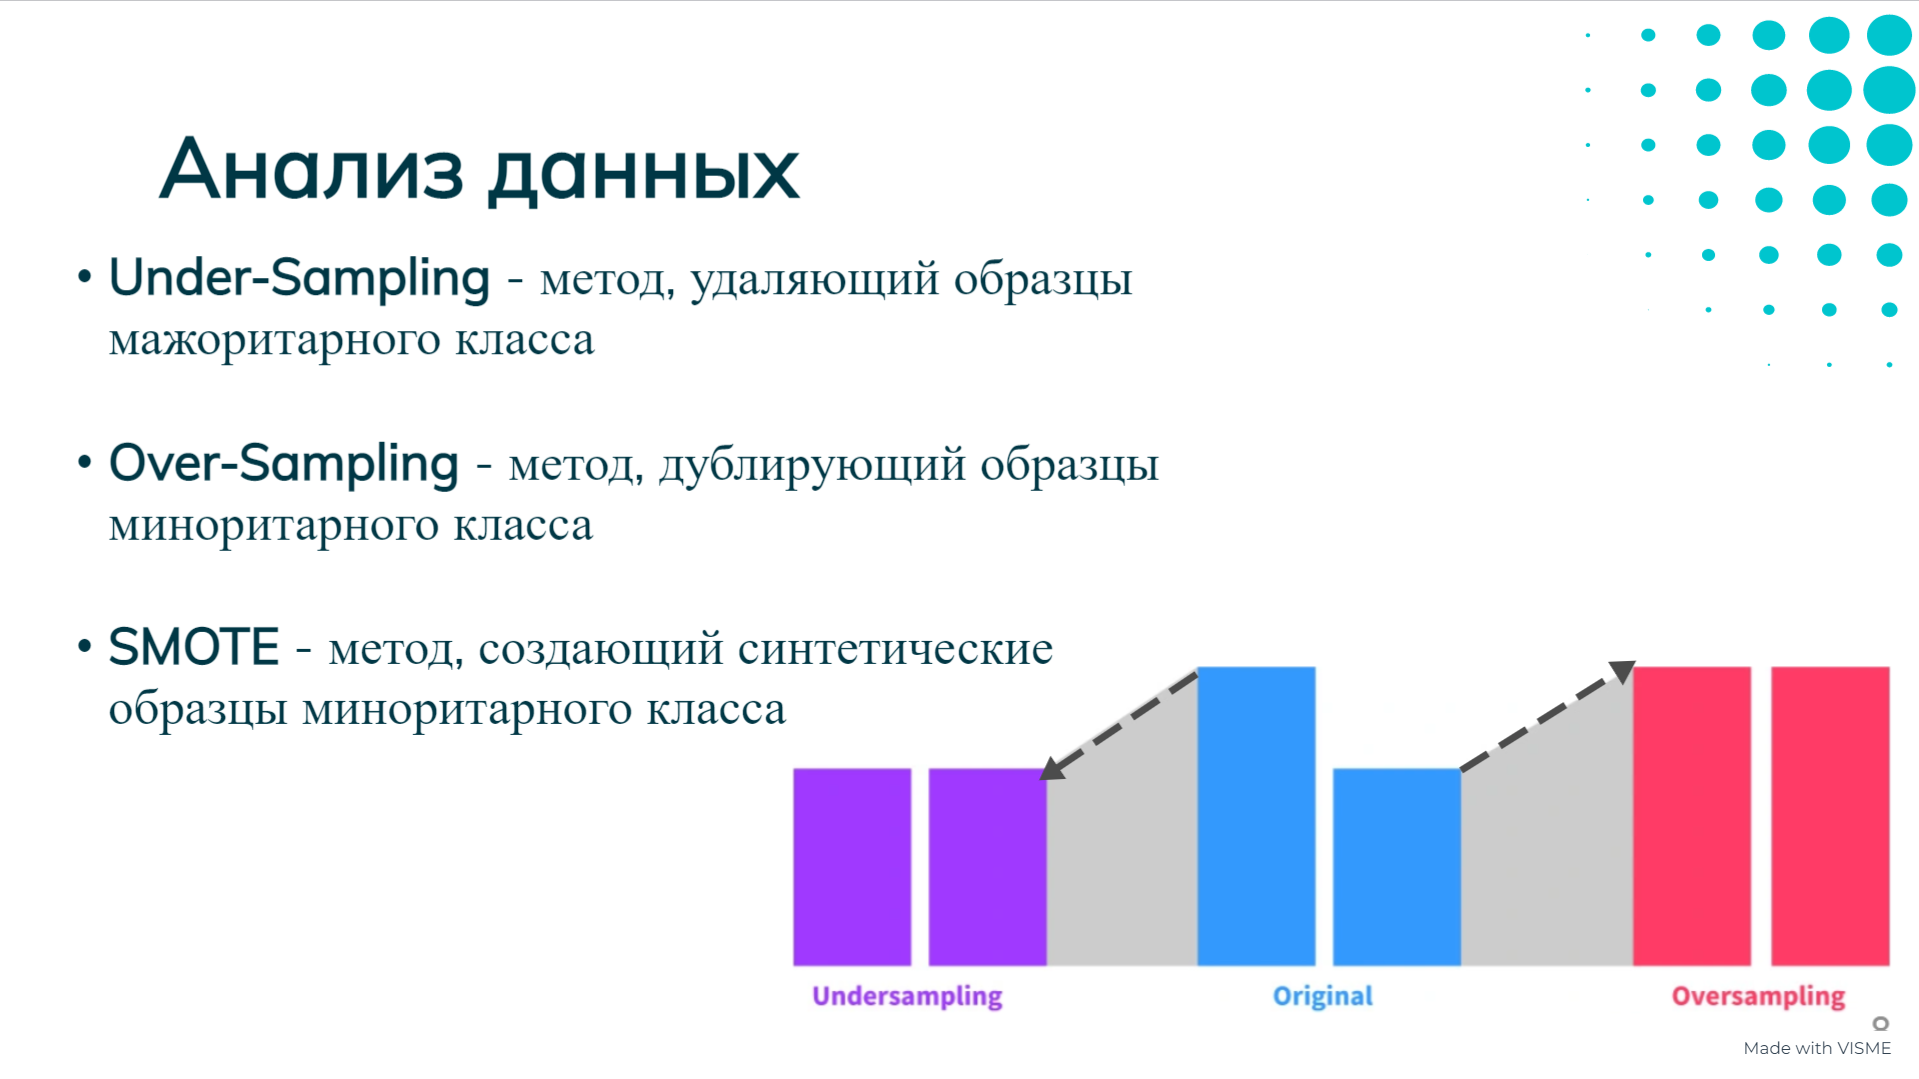 Анализ данных
• Under-Sampling - метод, удаляющий образцы
мажоритарного класса
• Over-Sampling - метод, дублирующий образцы
миноритарного класса
• SMOTE - метод, создающий синтетические
образцы миноритарного класса
Undersampling
Original
Oversampling
Made with VISME